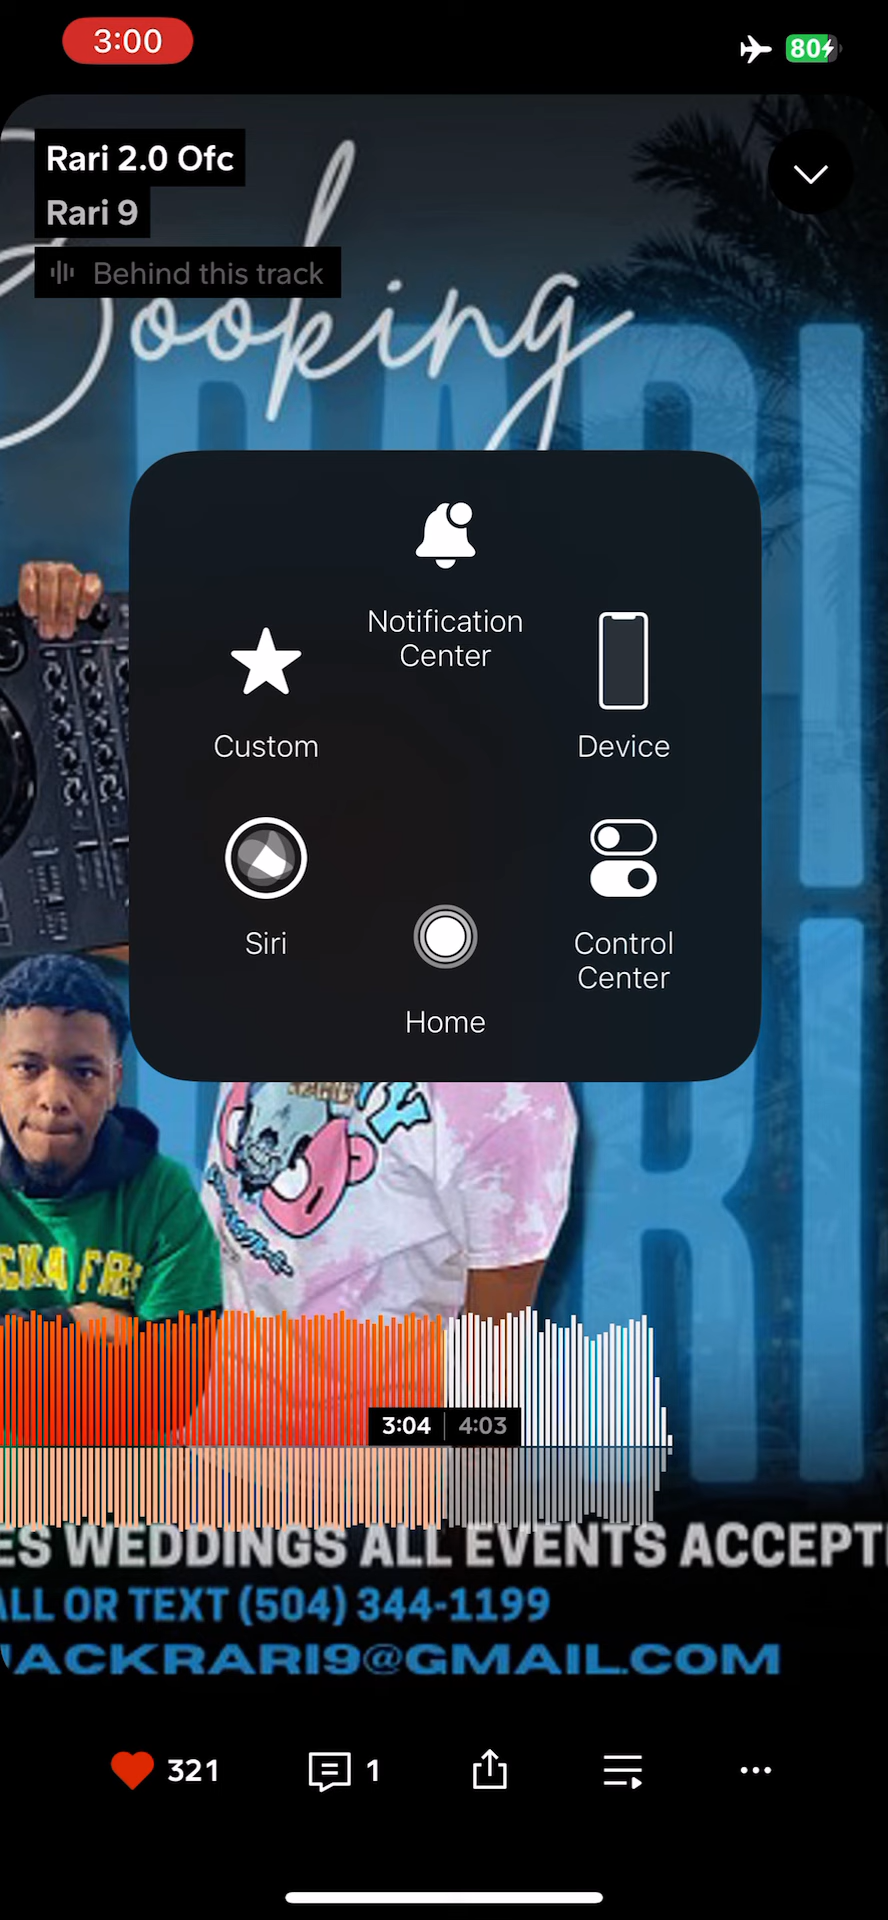 3:00
80
Rari 2.0 Ofc
Rari 9
Behind this track
Booking
RARI
Notification
Center
Custom
Device
Siri
Control
Center
Home
3:04 4:03
ES WEDDINGS ALL EVENTS ACCEPT
ALL OR TEXT (504) 344-1199
ACKRARI9@GMAIL.COM
321
1